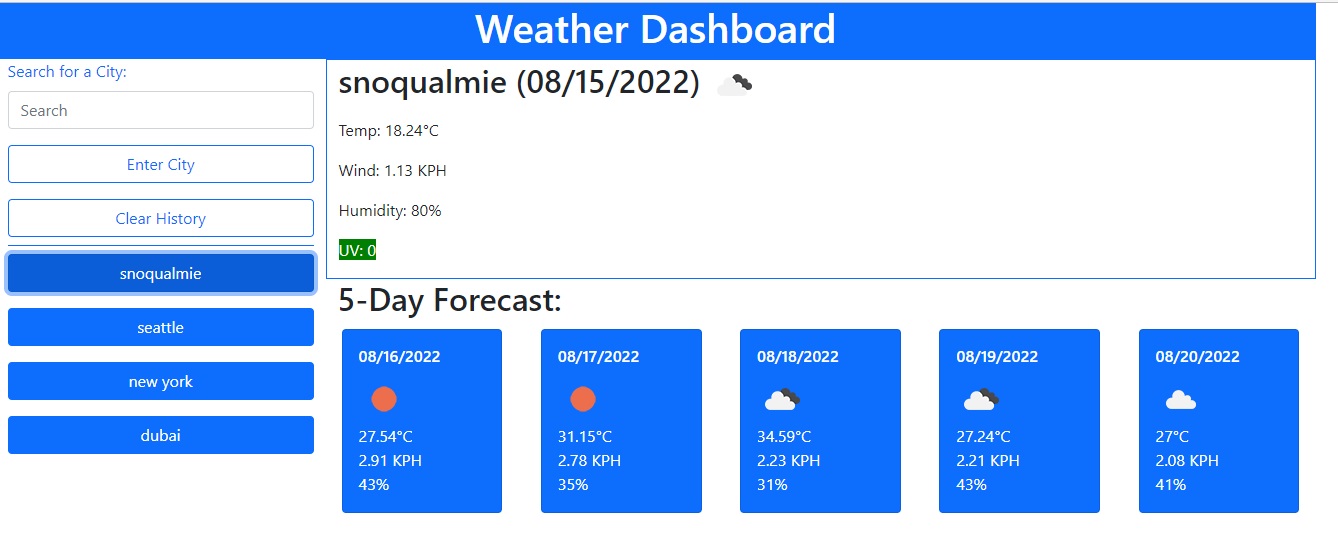 Weather Dashboard
Search for a City:
Search
Enter City
Clear History
snoqualmie
seattle
new york
dubai
snoqualmie (08/15/2022)
Temp: 18.24°C
Wind: 1.13 KPH
Humidity: 80%
UV: 0
5-Day Forecast:
08/16/2022
27.54°C
2.91 KPH
43%
08/17/2022
31.15°C
2.78 KPH
35%
08/18/2022
34.59°C
2.23 KPH
31%
08/19/2022
27.24°C
2.21 KPH
43%
08/20/2022
27°C
2.08 KPH
41%